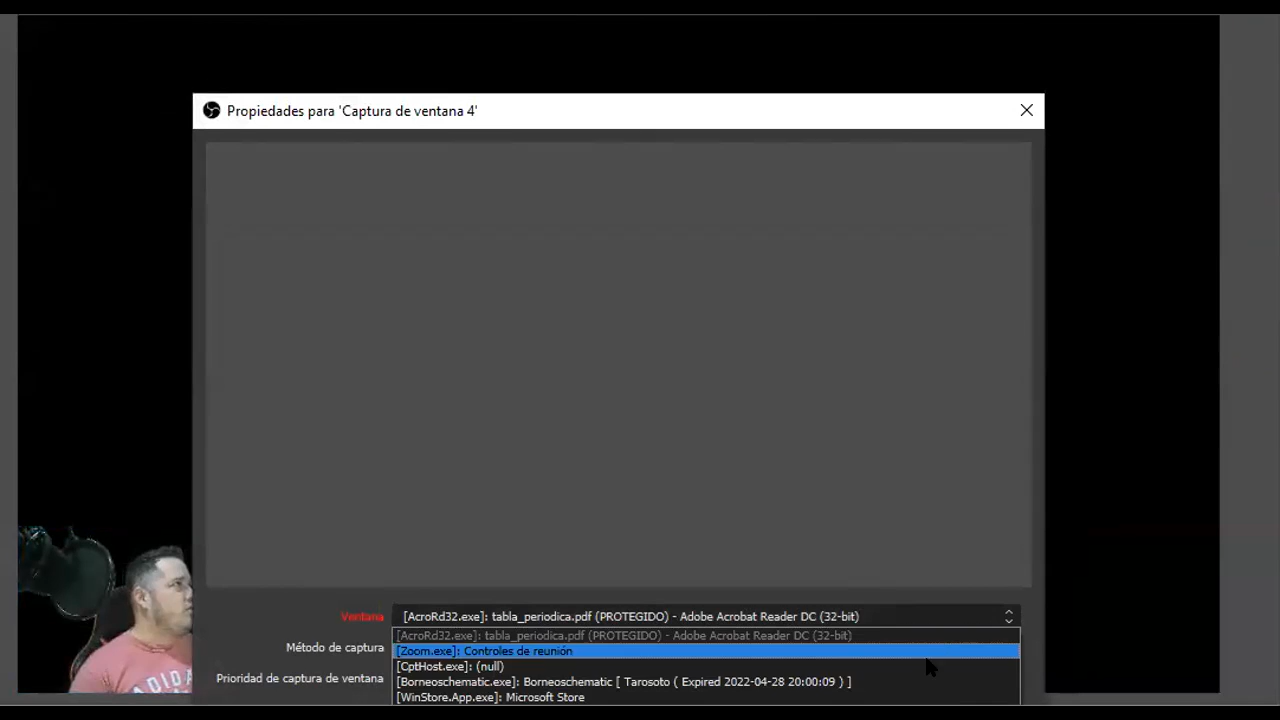 Propiedades para 'Captura de ventana 4'
Ventana
[AcroRd32.exe]: tabla_periodica.pdf (PROTEGIDO) - Adobe Acrobat Reader DC (32-bit)
[AcroRd32.exe]: tabla_periodica.pdf (PROTEGIDO) - Adobe Acrobat Reader DC (32-bit)
Método de captura
[Zoom.exe]: Controles de reunión
[CptHost.exe]: (null)
Prioridad de captura de ventana
[Borneoschematic.exe]: Borneoschematic [ Tarosoto ( Expired 2022-04-28 20:00:09 ) ]
[WinStore.App.exe]: Microsoft Store
ADIDA